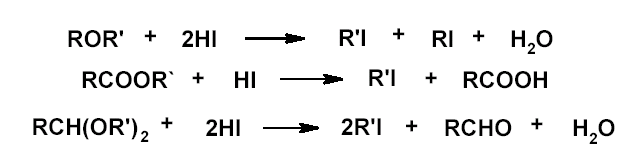 ROR' + 2HI → R'I + RI + H₂O
RCOOR` + HI → R'I + RCOOH
RCH(OR')₂ + 2HI → 2R'I + RCHO + H₂O